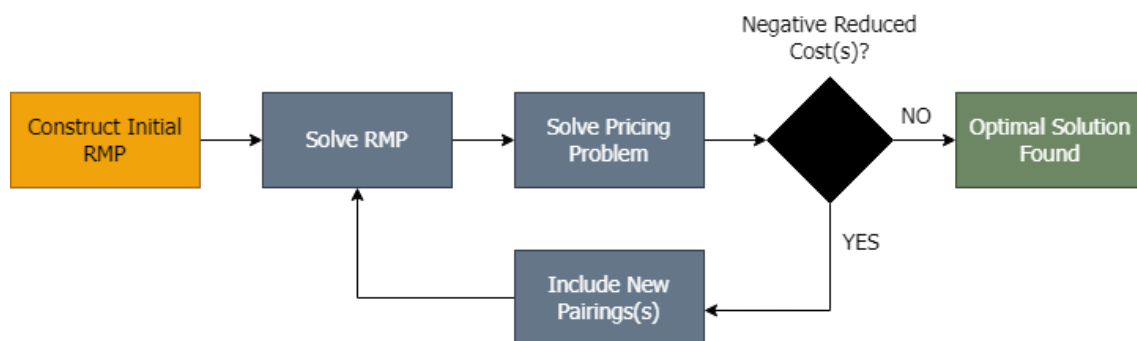 Negative Reduced
Cost(s)?
Construct Initial
RMP
Solve RMP
Solve Pricing
Problem
NO
Optimal Solution
Found
YES
Include New
Pairings(s)